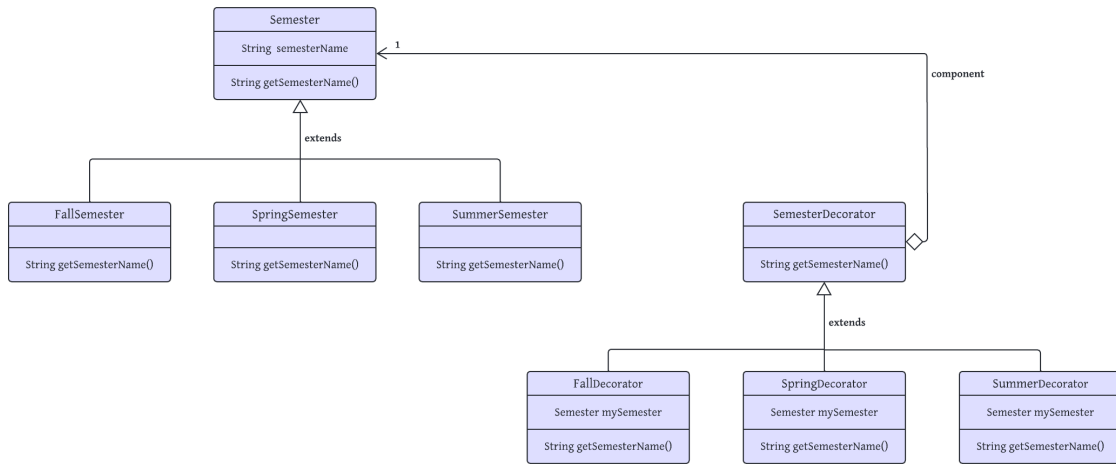 Semester
String semesterName
String getSemesterName()
1
component
extends
FallSemester
String getSemesterName()
SpringSemester
String getSemesterName()
SummerSemester
String getSemesterName()
SemesterDecorator
String getSemesterName()
extends
FallDecorator
Semester mySemester
String getSemesterName()
SpringDecorator
Semester mySemester
String getSemesterName()
SummerDecorator
Semester mySemester
String getSemesterName()